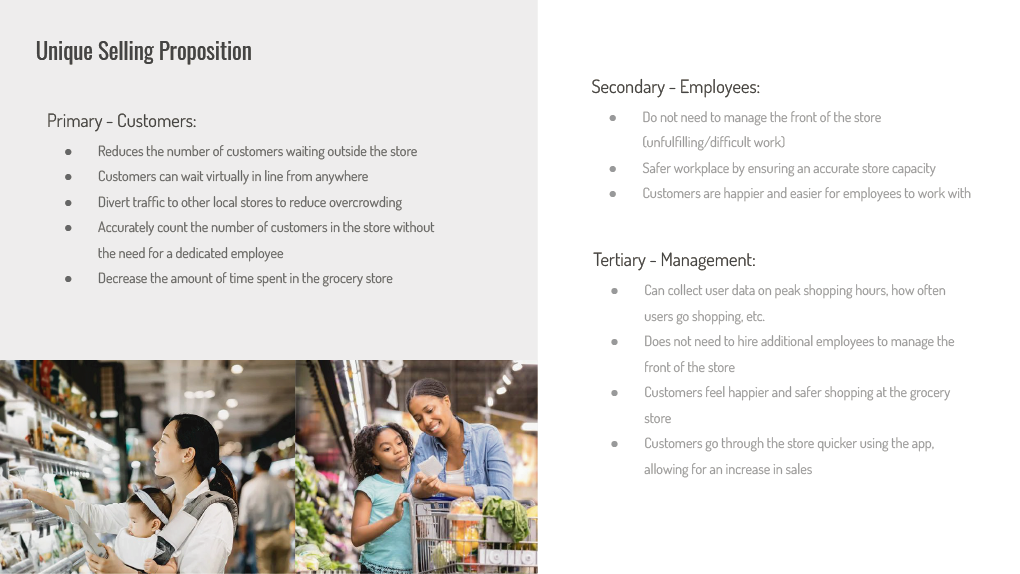 Unique Selling Proposition
Primary - Customers:
● Reduces the number of customers waiting outside the store
● Customers can wait virtually in line from anywhere
● Divert traffic to other local stores to reduce overcrowding
● Accurately count the number of customers in the store without
the need for a dedicated employee
● Decrease the amount of time spent in the grocery store
Secondary - Employees:
● Do not need to manage the front of the store
(unfulfilling/difficult work)
● Safer workplace by ensuring an accurate store capacity
● Customers are happier and easier for employees to work with
Tertiary - Management:
● Can collect user data on peak shopping hours, how often
users go shopping, etc.
● Does not need to hire additional employees to manage the
front of the store
● Customers feel happier and safer shopping at the grocery
store
● Customers go through the store quicker using the app,
allowing for an increase in sales